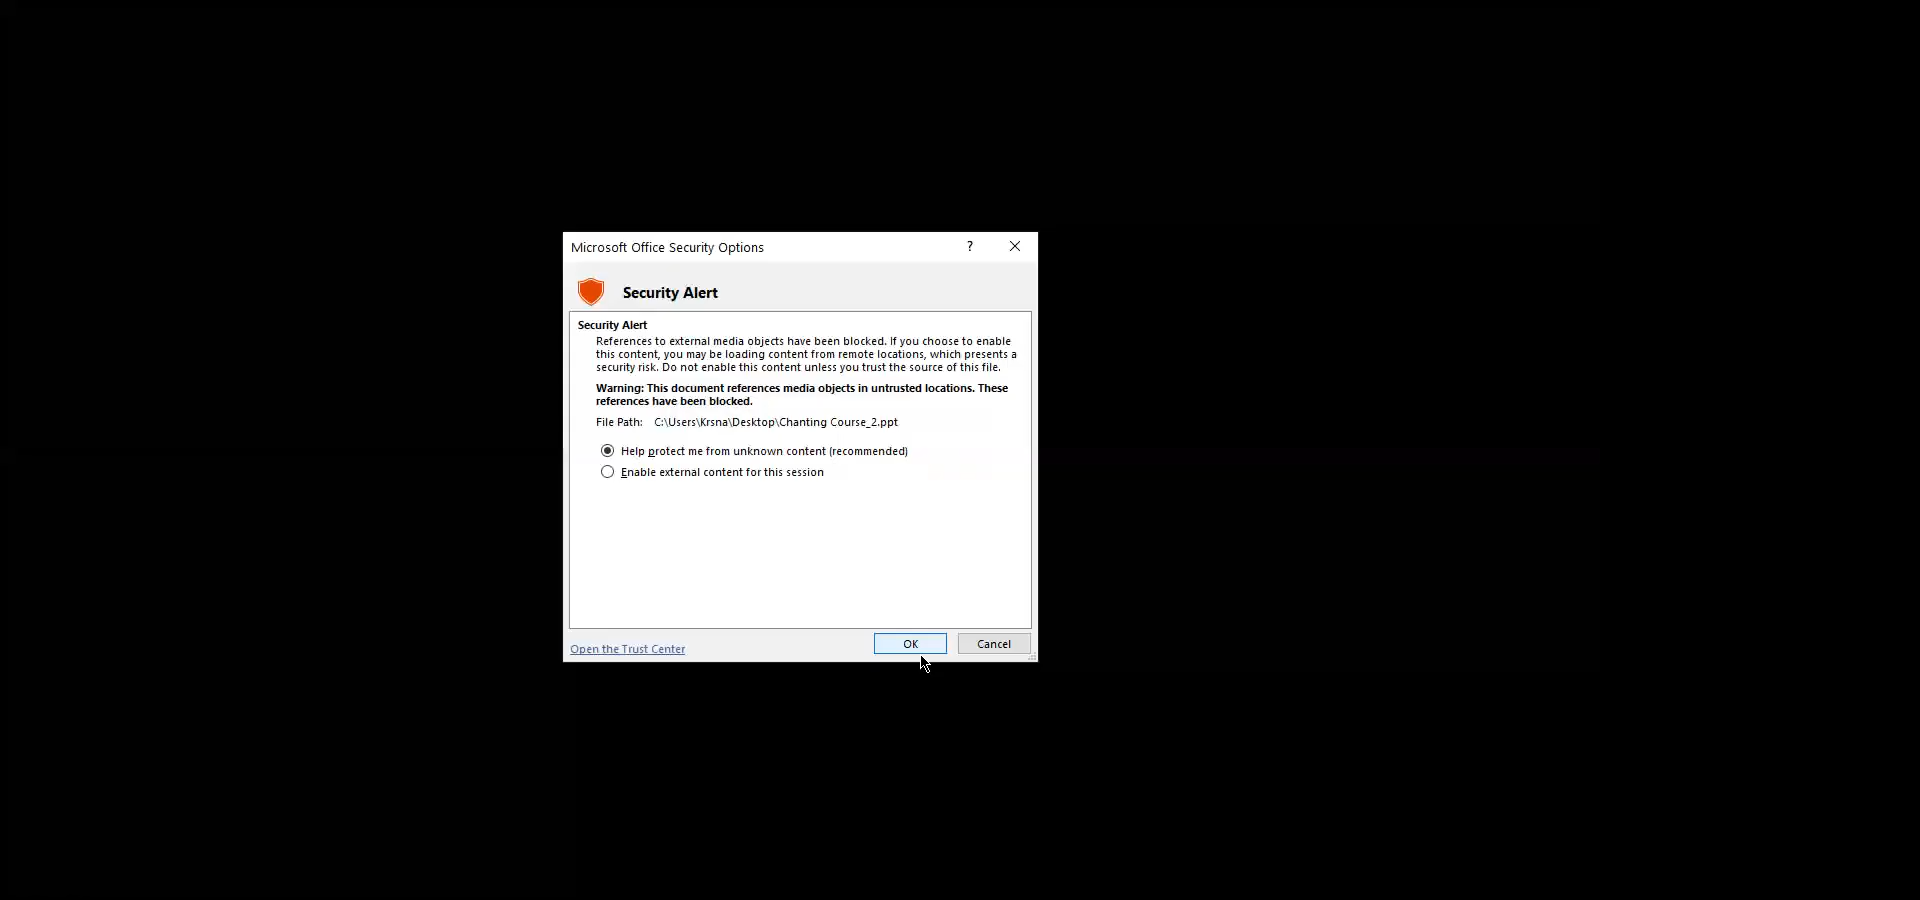 Microsoft Office Security Options
?
Security Alert
Security Alert
References to external media objects have been blocked. If you choose to enable
this content, you may be loading content from remote locations, which presents a
security risk. Do not enable this content unless you trust the source of this file.
Warning: This document references media objects in untrusted locations. These
references have been blocked.
File Path: C:\Users\Krsna\Desktop\Chanting Course_2.ppt
Help protect me from unknown content (recommended)
Enable external content for this session
Open the Trust Center
OK
Cancel